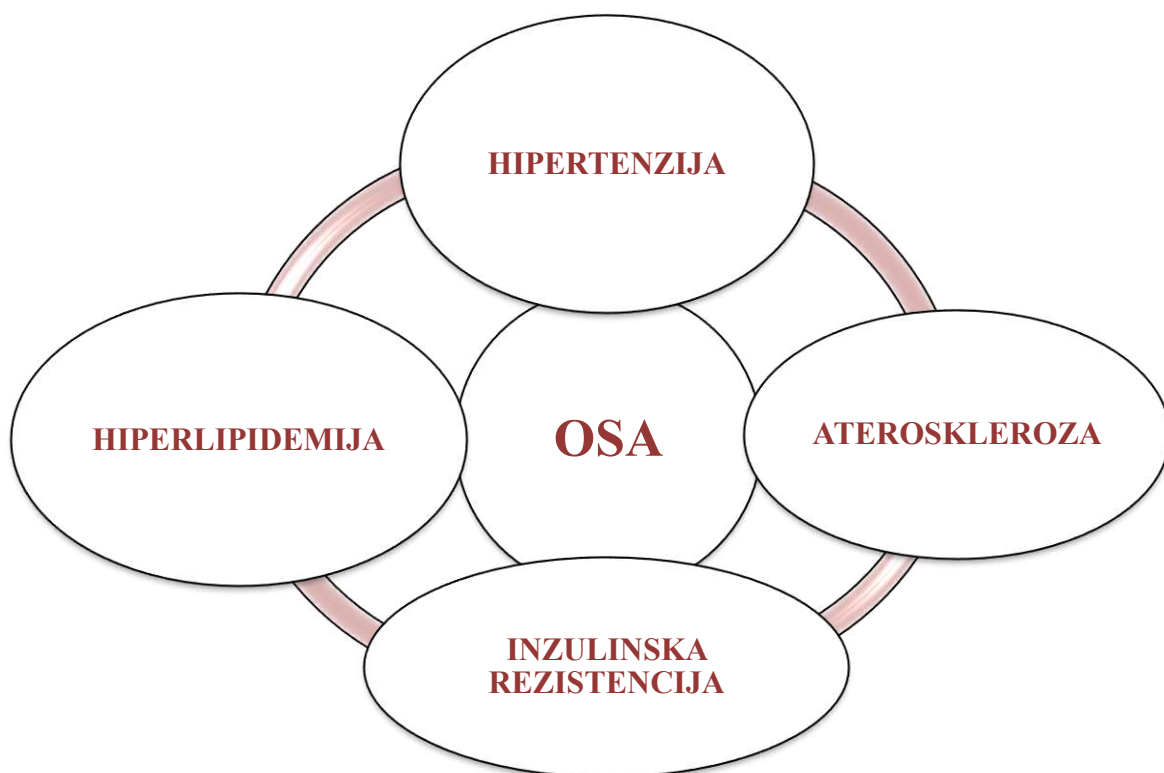 HIPERTENZIJA
HIPERLIPIDEMIJA
OSA
ATEROSKLEROZA
INZULINSKA
REZISTENCIJA